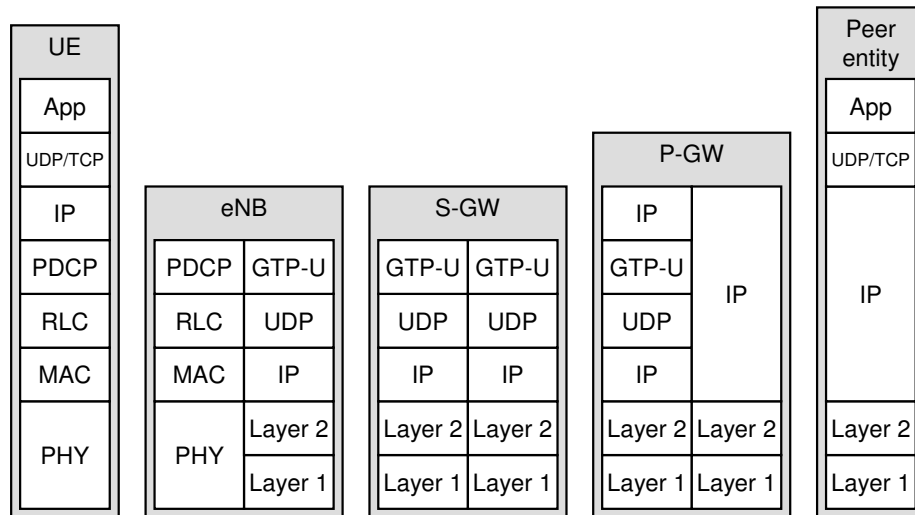 UE
App
UDP/TCP
IP
PDCP
RLC
MAC
PHY
eNB
PDCP GTP-U
RLC UDP
MAC IP
PHY
Layer 2
Layer 1
S-GW
GTP-U GTP-U
UDP UDP
IP IP
Layer 2 Layer 2
Layer 1 Layer 1
P-GW
IP
GTP-U
UDP
IP
IP
Layer 2 Layer 2
Layer 1 Layer 1
Peer
entity
App
UDP/TCP
IP
Layer 2
Layer 1